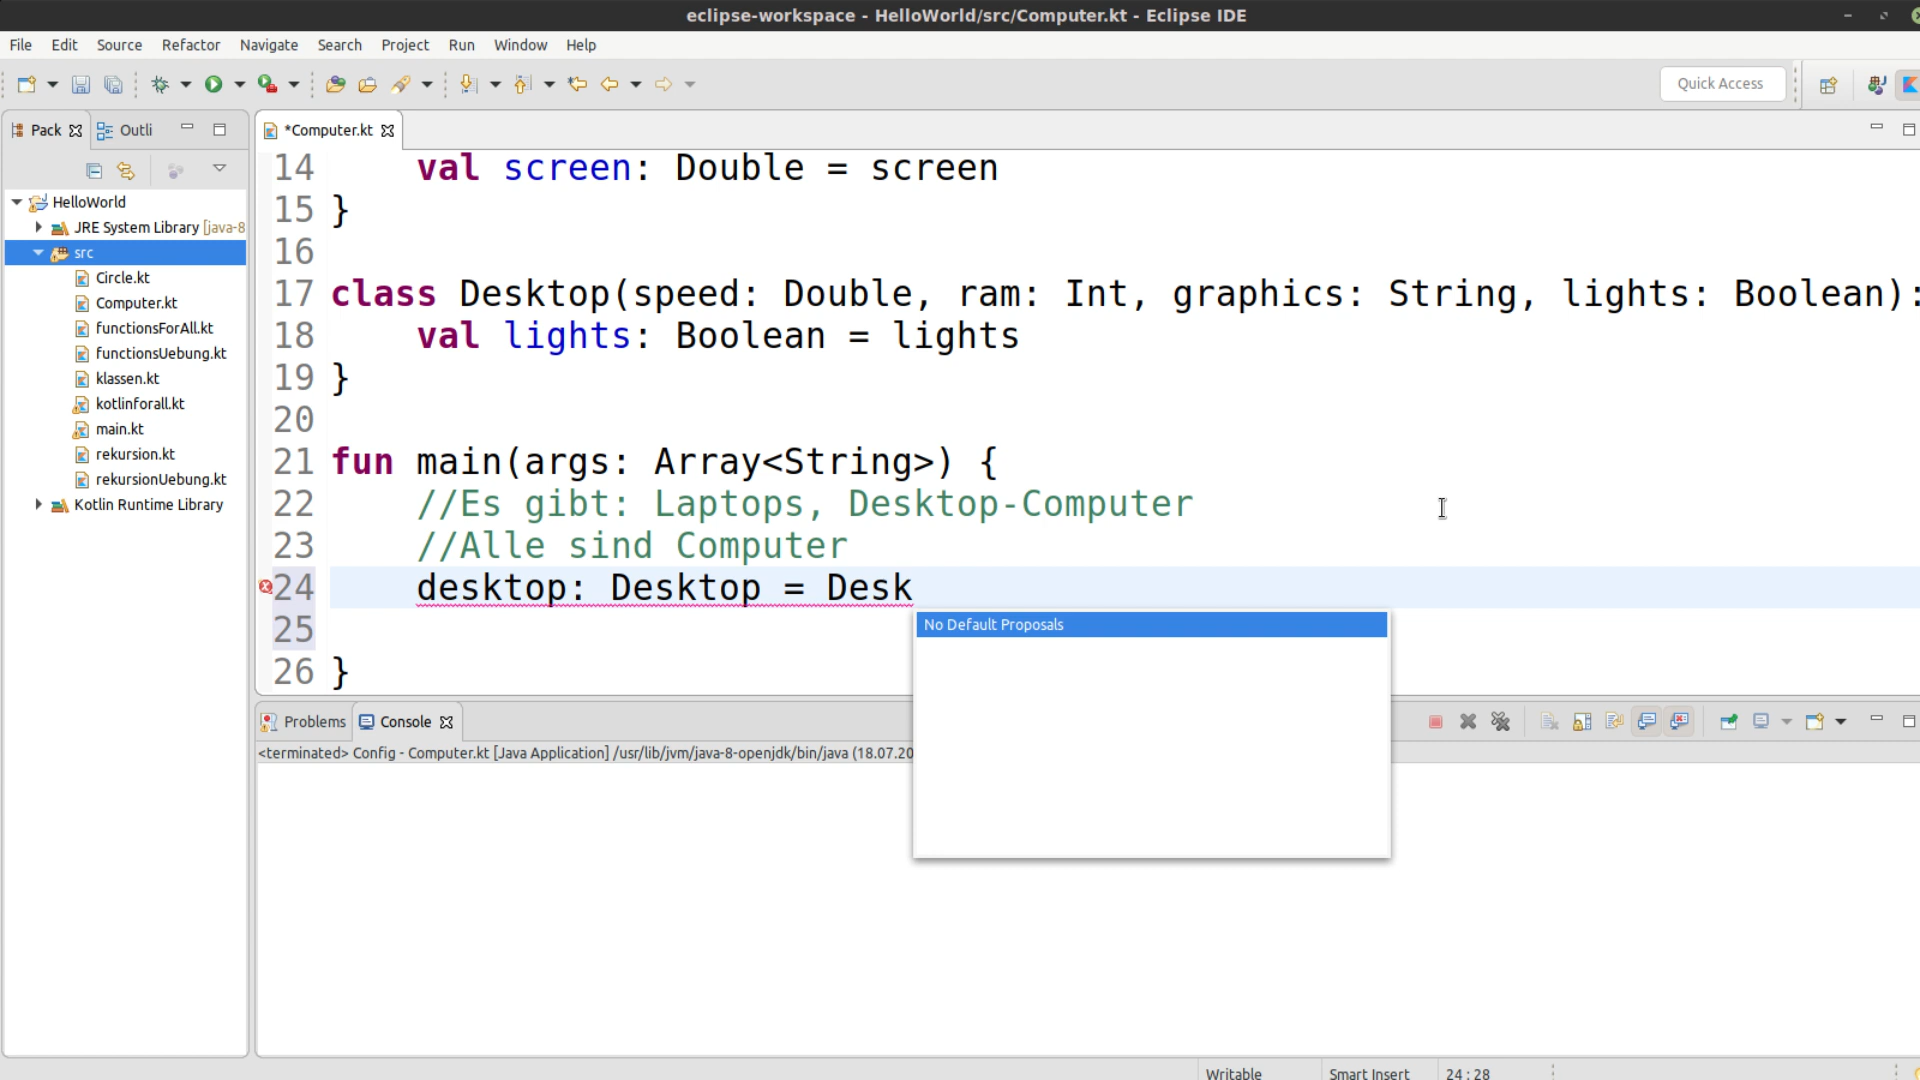 eclipse-workspace - HelloWorld/src/Computer.kt - Eclipse IDE
File Edit Source Refactor Navigate Search Project Run Window Help
Quick Access
Pack Outli
*Computer.kt
HelloWorld
JRE System Library [java-8
src
Circle.kt
Computer.kt
functionsForAll.kt
functionsUebung.kt
klassen.kt
kotlinforall.kt
main.kt
rekursion.kt
rekursionUebung.kt
Kotlin Runtime Library
14 val screen: Double = screen
15 }
16
17 class Desktop(speed: Double, ram: Int, graphics: String, lights: Boolean):
18 val lights: Boolean = lights
19 }
20
21 fun main(args: Array<String>) {
22 //Es gibt: Laptops, Desktop-Computer
23 //Alle sind Computer
24 desktop: Desktop = Desk
25
26 }
No Default Proposals
Problems Console
<terminated> Config - Computer.kt [Java Application] /usr/lib/jvm/java-8-openjdk/bin/java (18.07.20
Writable Smart Insert 24 : 28